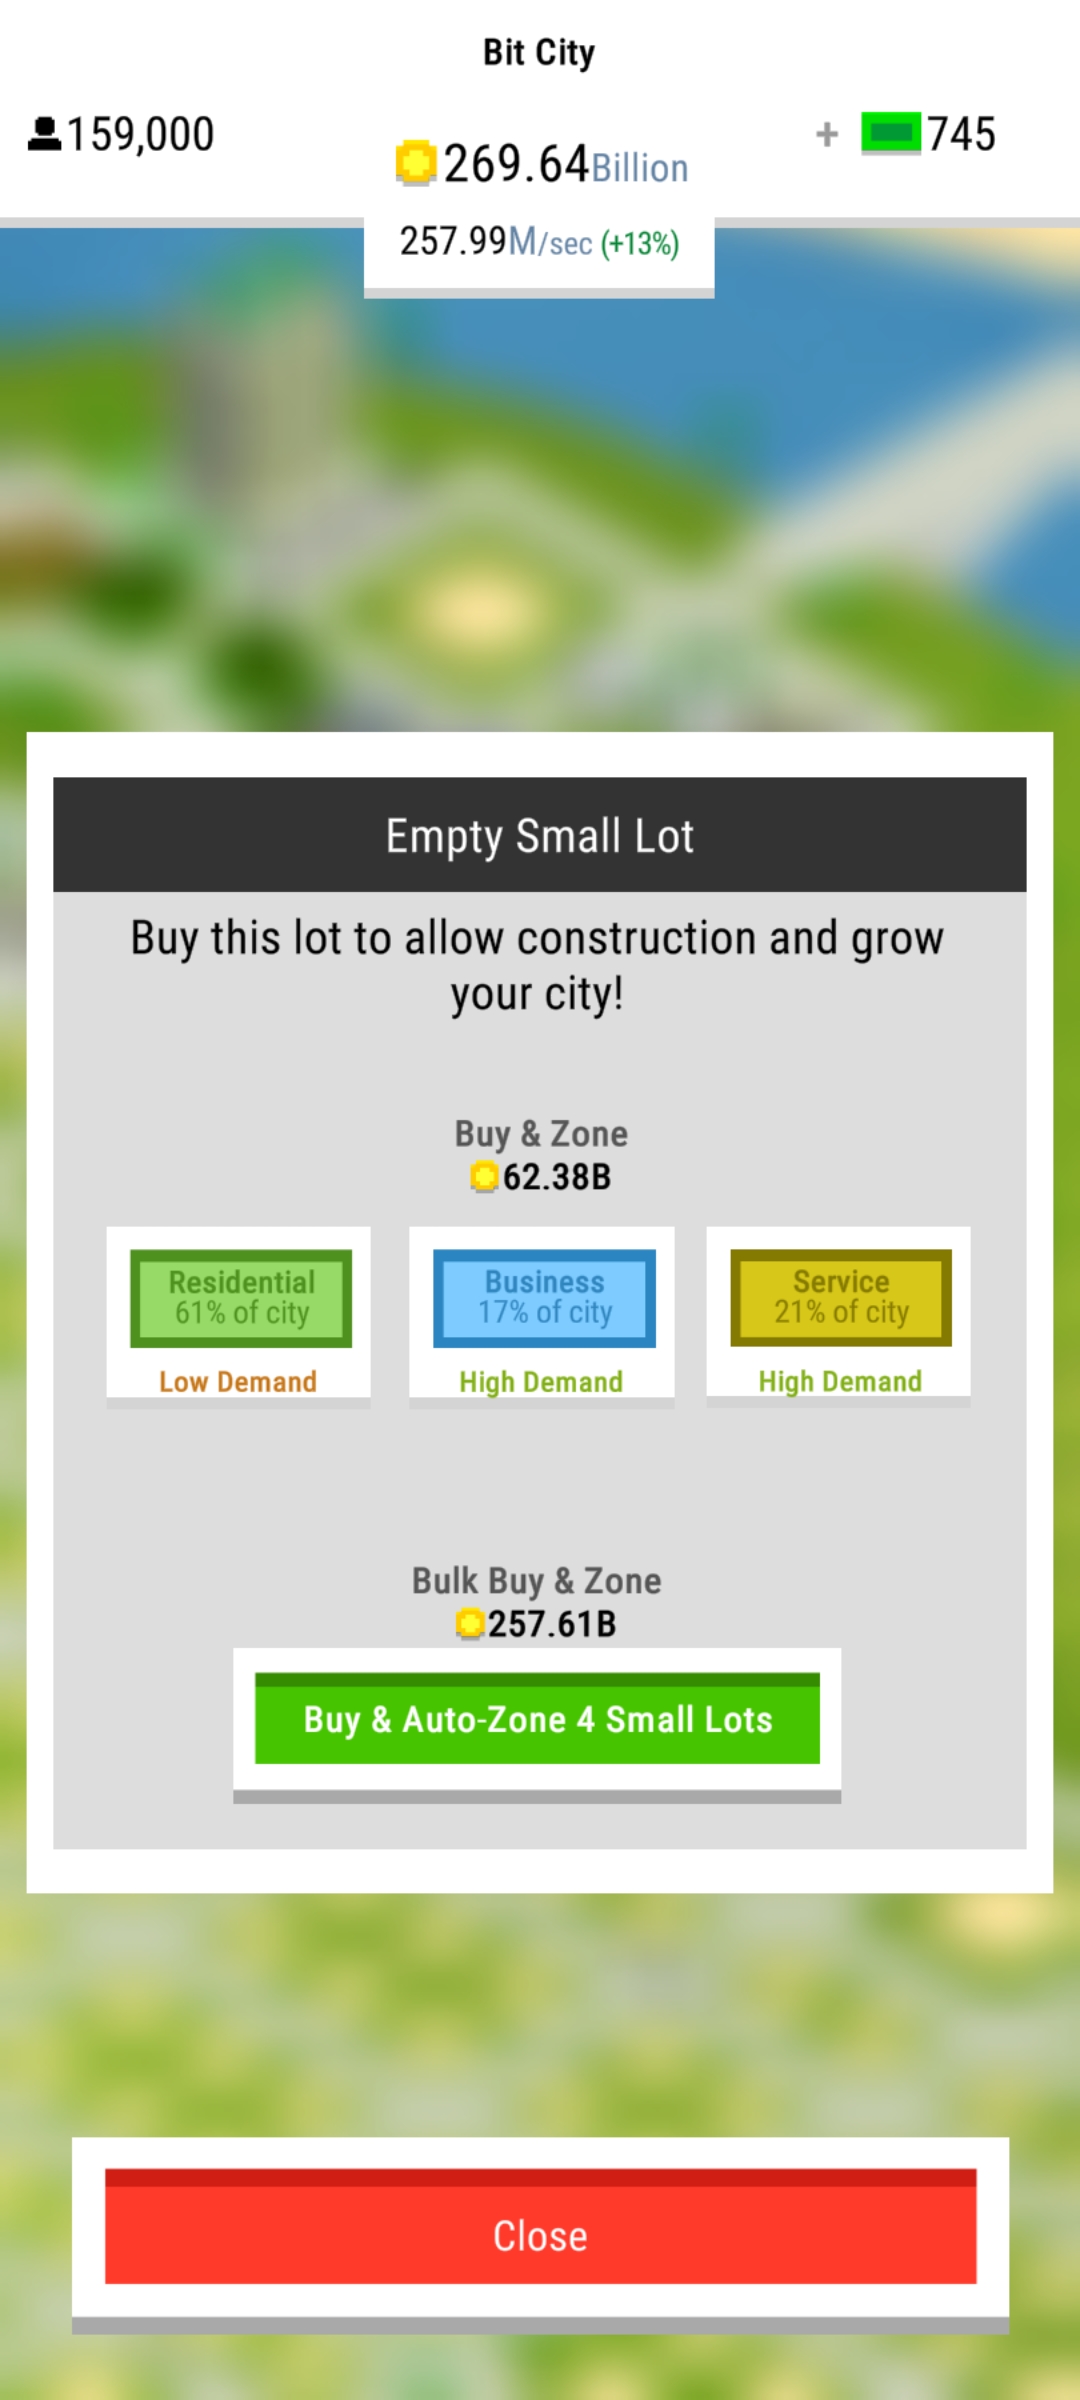 Bit City
159,000
269.64Billion
+ 745
257.99M/sec (+13%)
Empty Small Lot
Buy this lot to allow construction and grow
your city!
Buy & Zone
62.38B
Residential
61% of city
Low Demand
Business
17% of city
High Demand
Service
21% of city
High Demand
Bulk Buy & Zone
257.61B
Buy & Auto-Zone 4 Small Lots
Close